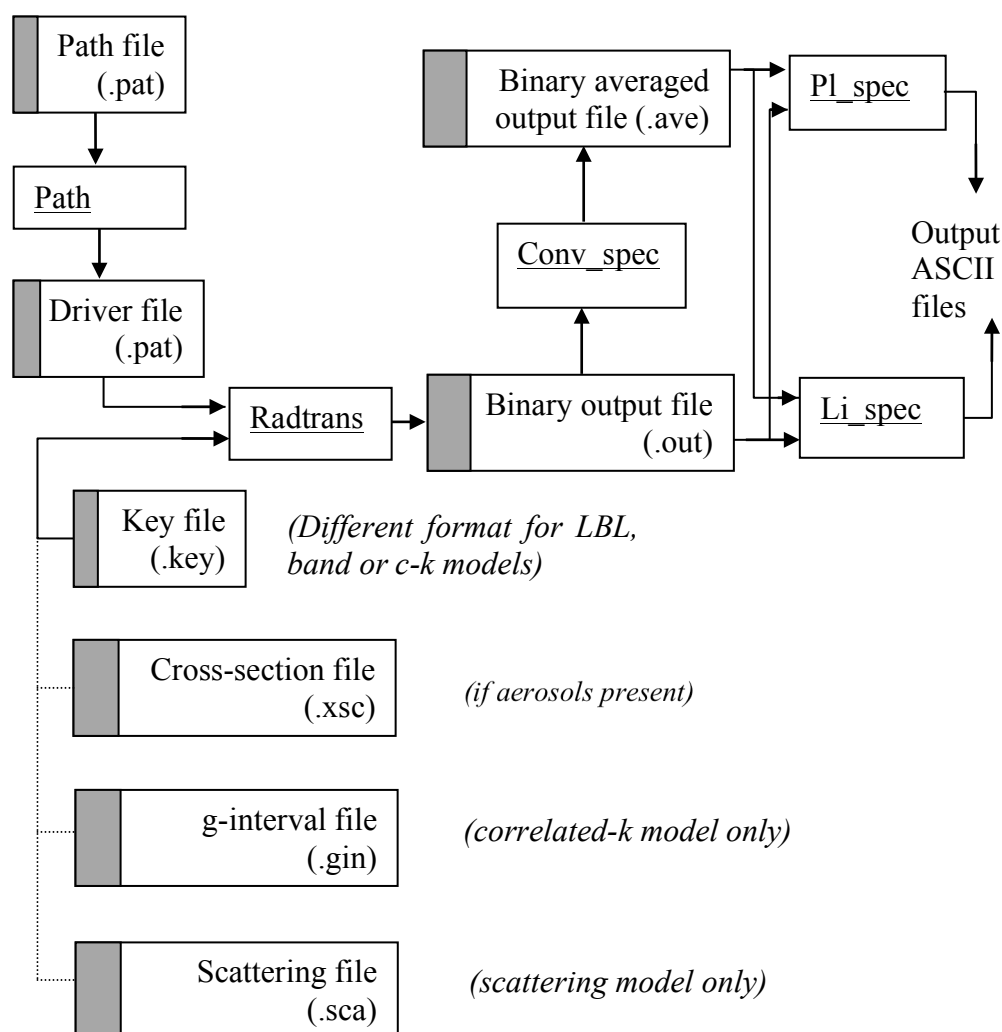 Path file
(.pat)
Path
Driver file
(.pat)
Radtrans
Key file
(.key)
(Different format for LBL,
band or c-k models)
Cross-section file
(.xsc)
(if aerosols present)
g-interval file
(.gin)
(correlated-k model only)
Scattering file
(.sca)
(scattering model only)
Binary averaged
output file (.ave)
Conv_spec
Binary output file
(.out)
Pl_spec
Li_spec
Output
ASCII
files